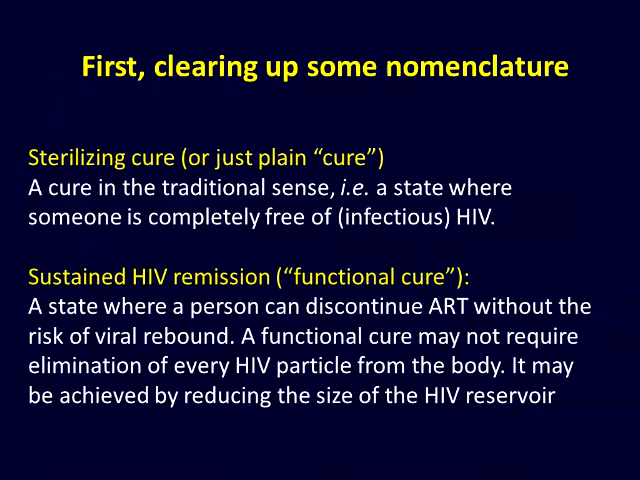 First, clearing up some nomenclature
Sterilizing cure (or just plain “cure”)
A cure in the traditional sense, i.e. a state where
someone is completely free of (infectious) HIV.
Sustained HIV remission (“functional cure”):
A state where a person can discontinue ART without the
risk of viral rebound. A functional cure may not require
elimination of every HIV particle from the body. It may
be achieved by reducing the size of the HIV reservoir